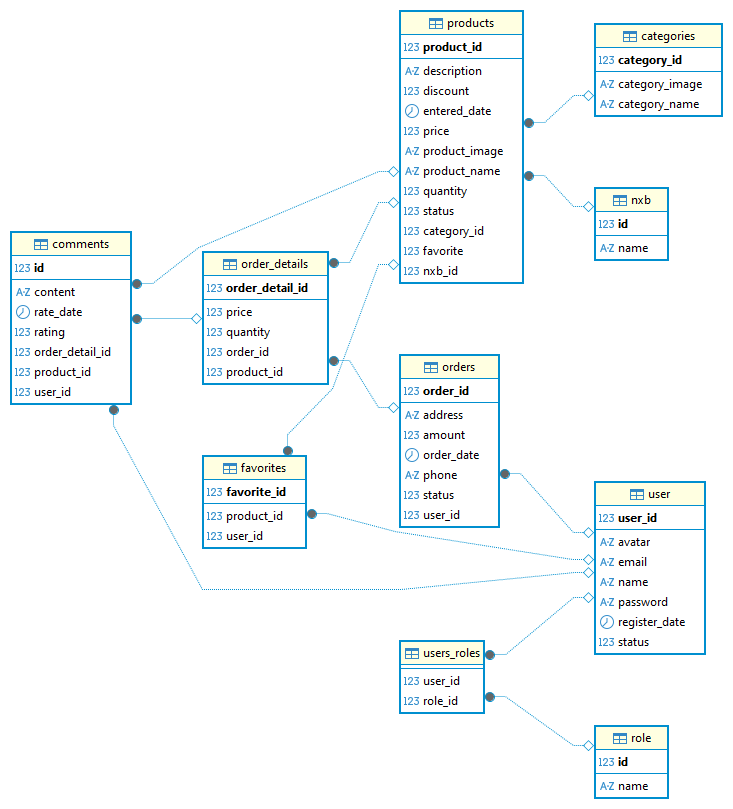 products
123 product_id
A-Z description
123 discount
entered_date
123 price
A-Z product_image
A-Z product_name
123 quantity
123 status
123 category_id
123 favorite
123 nxb_id
categories
123 category_id
A-Z category_image
A-Z category_name
nxb
123 id
A-Z name
comments
123 id
A-Z content
rate_date
123 rating
123 order_detail_id
123 product_id
123 user_id
order_details
123 order_detail_id
123 price
123 quantity
123 order_id
123 product_id
orders
123 order_id
A-Z address
123 amount
order_date
A-Z phone
123 status
123 user_id
favorites
123 favorite_id
123 product_id
123 user_id
user
123 user_id
A-Z avatar
A-Z email
A-Z name
A-Z password
register_date
123 status
users_roles
123 user_id
123 role_id
role
123 id
A-Z name